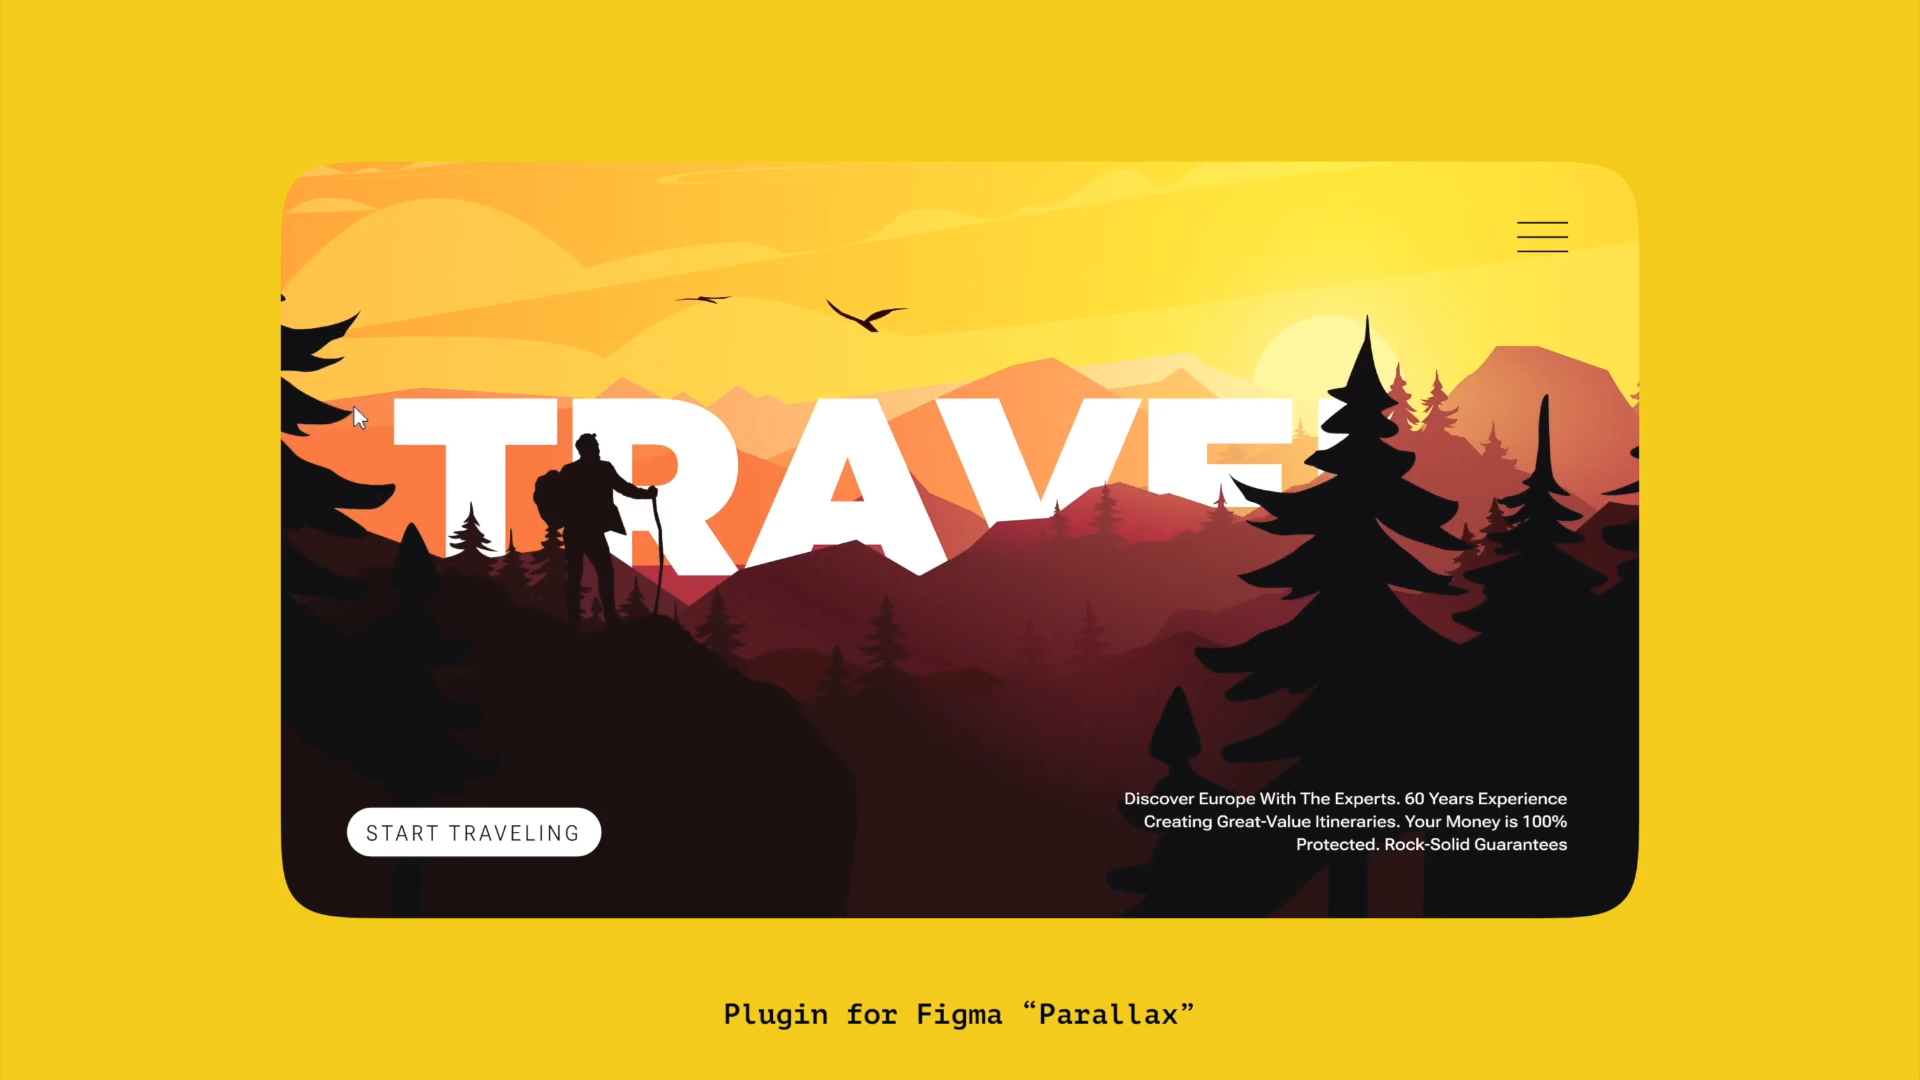 TRAVEL
START TRAVELING
Discover Europe With The Experts. 60 Years Experience
Creating Great-Value Itineraries. Your Money is 100%
Protected. Rock-Solid Guarantees
Plugin for Figma “Parallax”